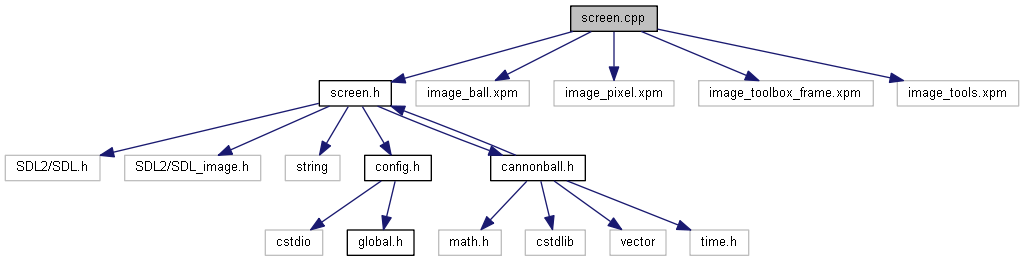 screen.cpp
screen.h
image_ball.xpm
image_pixel.xpm
image_toolbox_frame.xpm
image_tools.xpm
SDL2/SDL.h
SDL2/SDL_image.h
string
config.h
cannonball.h
cstdio
global.h
math.h
cstdlib
vector
time.h